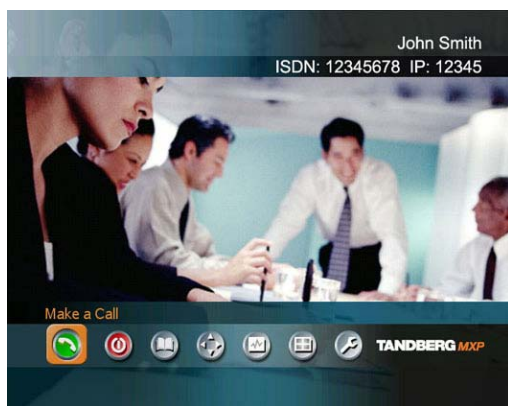 John Smith
ISDN: 12345678 IP: 12345
Make a Call
TANDBERG MXP